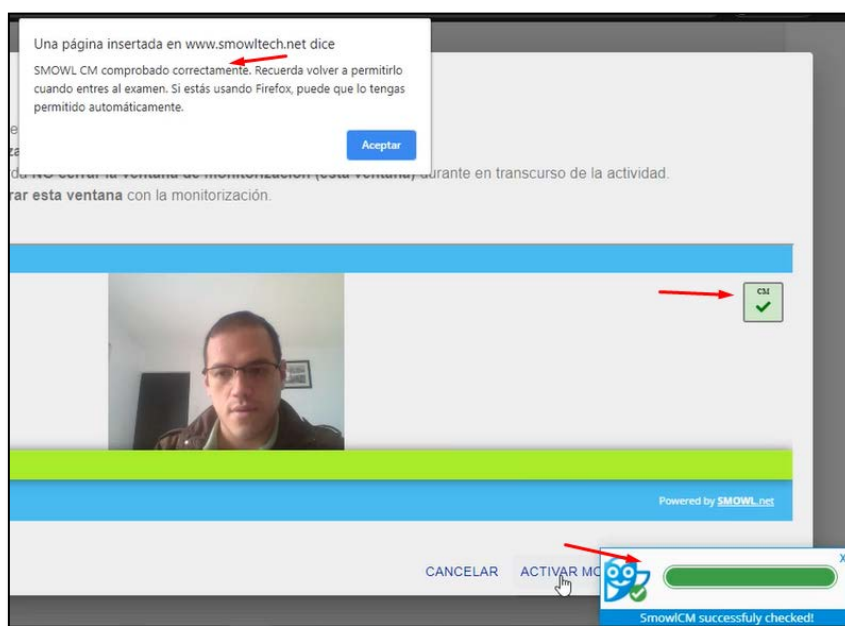 Una página insertada en www.smowltech.net dice
SMOWL CM comprobado correctamente. Recuerda volver a permitirlo
cuando entres al examen. Si estás usando Firefox, puede que lo tengas
permitido automáticamente.
Aceptar
NO cerrar la ventana de monitorización (esta ventana) durante en transcurso de la actividad.
rar esta ventana con la monitorización.
CM
Powered by SMOWL.net
CANCELAR ACTIVAR MO
X
SmowlCM successfuly checked!